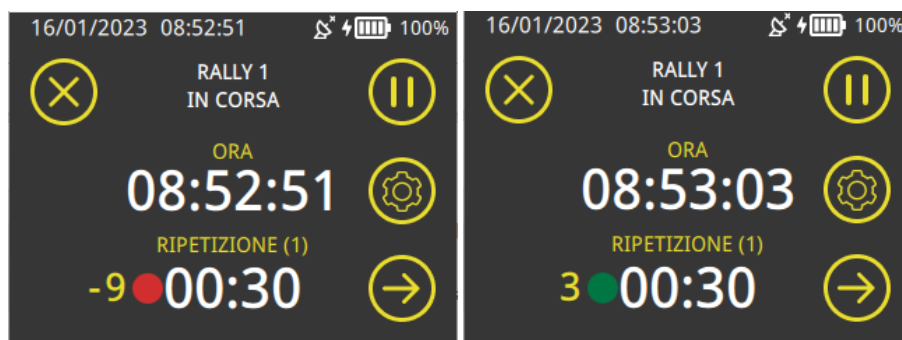 16/01/2023 08:52:51 100%
RALLY 1
IN CORSA
ORA
08:52:51
RIPETIZIONE (1)
-9 00:30
16/01/2023 08:53:03 100%
RALLY 1
IN CORSA
ORA
08:53:03
RIPETIZIONE (1)
3 00:30